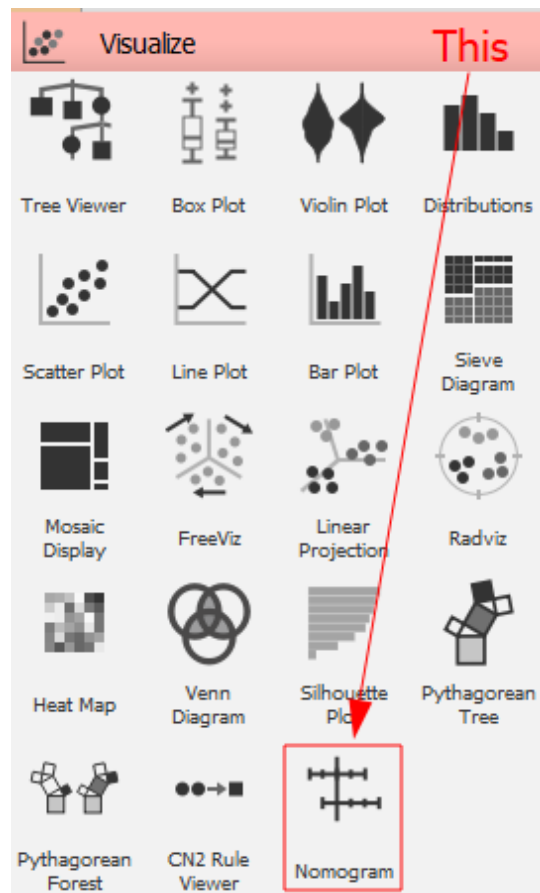 Visualize
This
Tree Viewer
Box Plot
Violin Plot
Distributions
Scatter Plot
Line Plot
Bar Plot
Sieve
Diagram
Mosaic
Display
FreeViz
Linear
Projection
Radviz
Heat Map
Venn
Diagram
Silhouette
Plot
Pythagorean
Tree
Pythagorean
Forest
CN2 Rule
Viewer
Nomogram